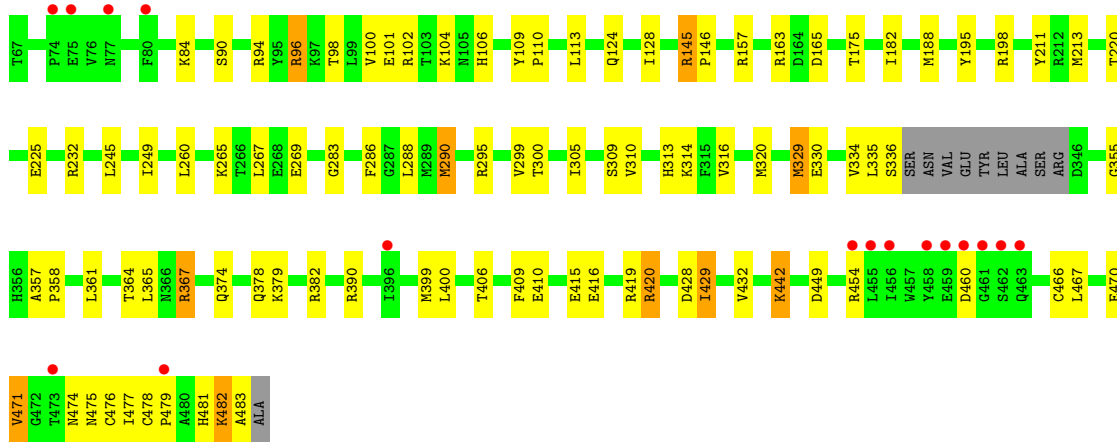 T67 P74 E75 V76 N77 F80 K84 S90 R94 Y95 R96 K97 T98 L99 V100 E101 R102 T103 K104 N105 H106 Y109 P110 L113 Q124 I128 R145 P146 R157 R163 D164 D165 T175 I182 M188 Y195 R198 Y211 R212 M213 T220
E225 R232 L245 I249 L260 K265 T266 L267 E268 E269 G283 F286 G287 L288 M289 M290 R295 V299 T300 I305 S309 V310 H313 K314 F315 V316 M320 M329 E330 V334 L335 S336 SER ASN VAL GLU TYR LEU ALA SER ARG D346 G355
H356 A357 P358 L361 T364 L365 N366 R367 Q374 Q378 K379 R382 R390 I396 M399 L400 T406 F409 E410 E415 E416 R419 R420 D428 I429 V432 K442 D449 R454 L455 I456 W457 Y458 E459 D460 G461 S462 Q463 C466 L467 E470
V471 G472 T473 N474 N475 C476 I477 C478 P479 A480 H481 K482 A483 ALA